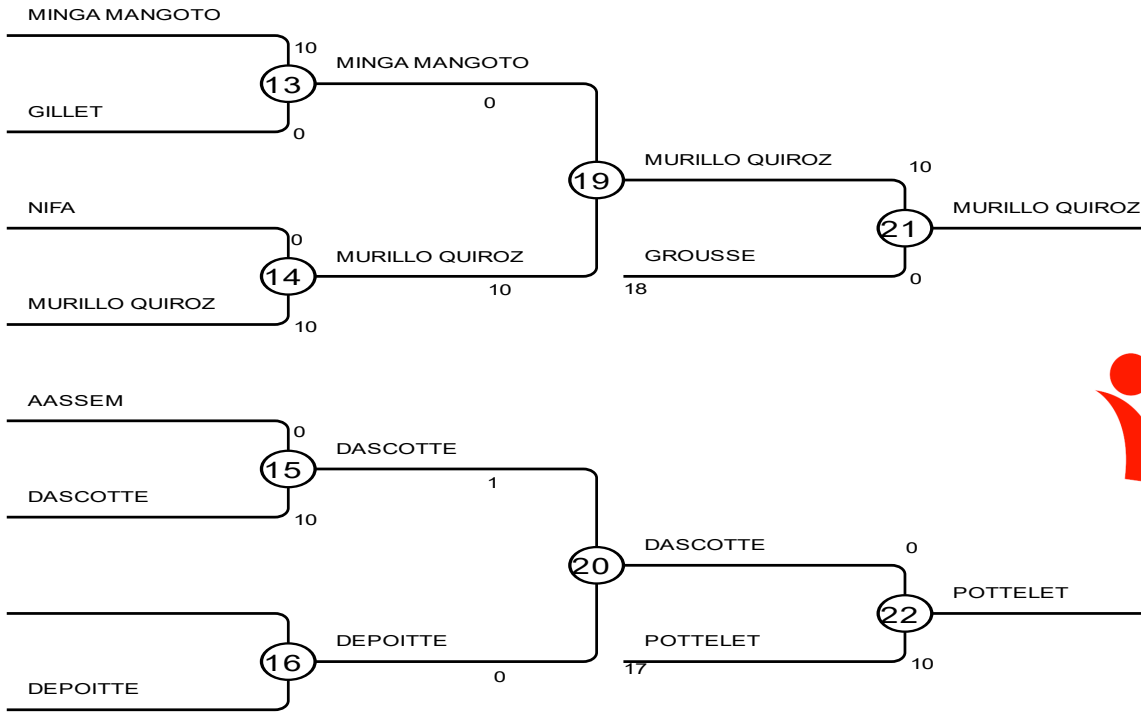 MINGA MANGOTO
10
13
MINGA MANGOTO
0
GILLET
0
19
MURILLO QUIROZ
10
NIFA
0
14
MURILLO QUIROZ
10
21
MURILLO QUIROZ
GROUSSE
18
0
MURILLO QUIROZ
10
AASSEM
0
15
DASCOTTE
1
DASCOTTE
10
20
DASCOTTE
0
22
POTTELET
16
DEPOITTE
0
POTTELET
17
10
DEPOITTE